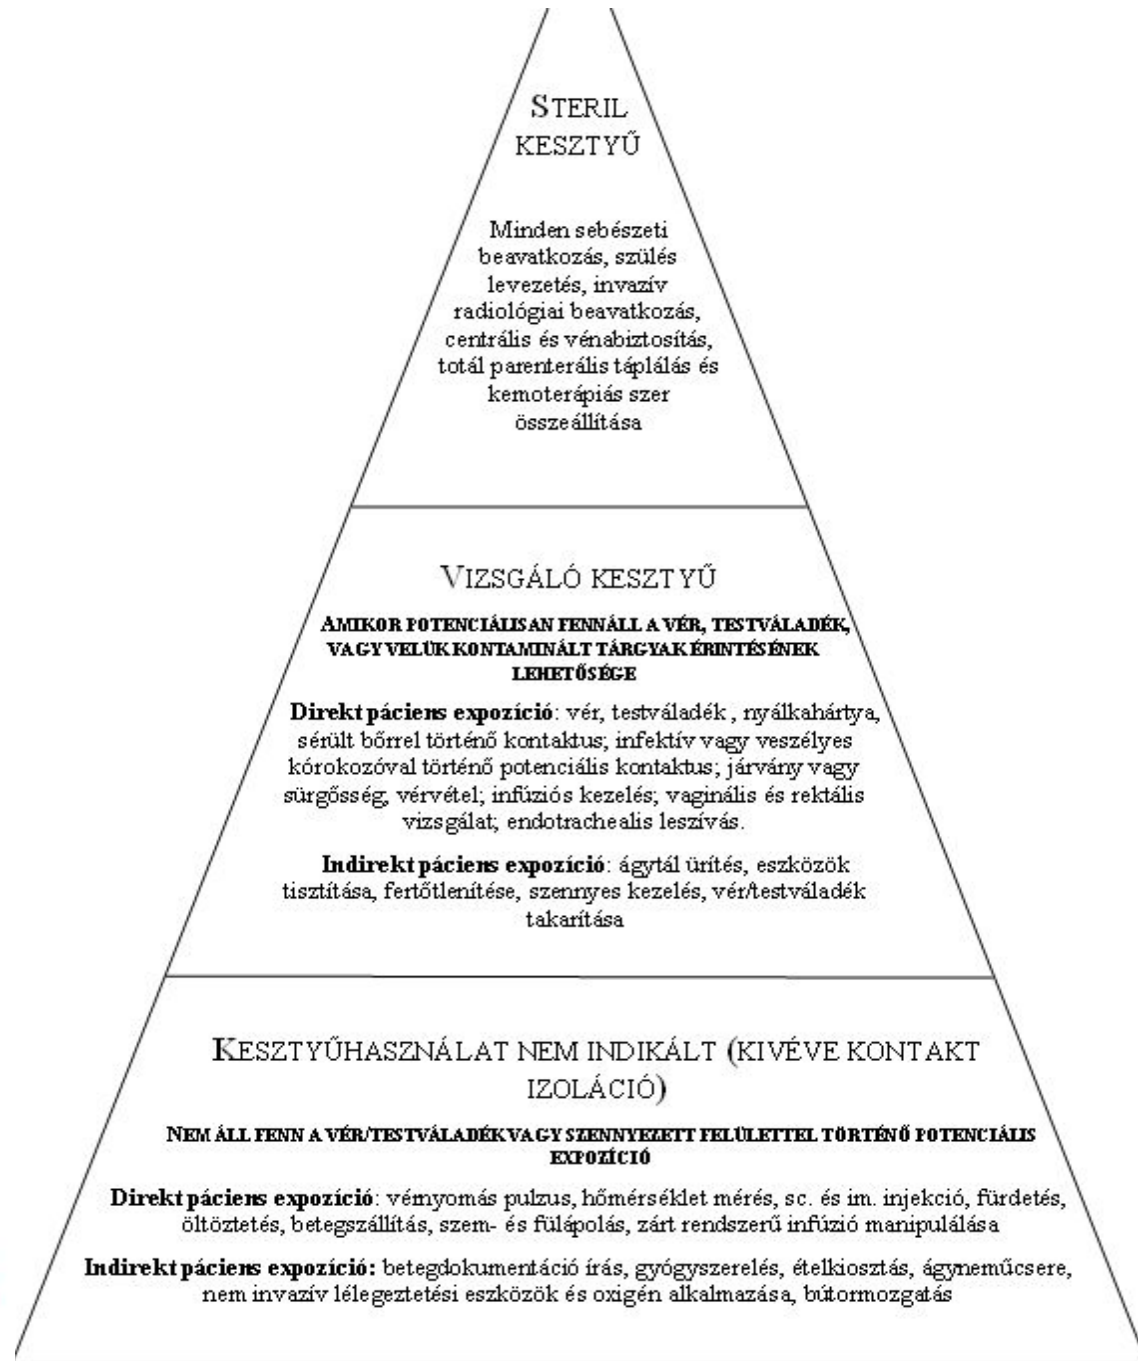 STERIL
KESZTYŰ
Minden sebészeti
beavatkozás, szülés
levezetés, invazív
radiológiai beavatkozás,
centrális és vénabiztosítás,
totál parenterális táplálás és
kemoterápiás szer
összeállítása
VIZSGÁLÓ KESZTYŰ
AMIKOR POTENCIÁLISAN FENNÁLL A VÉR, TESTVÁLADÉK,
VAGY VELÜK KONTAMINÁLT TÁRGYAK ÉRINTÉSÉNEK
LEHETŐSÉGE
Direkt páciens expozíció: vér, testváladék , nyálkahártya,
sérült bőrrel történő kontaktus; infektív vagy veszélyes
kórokozóval történő potenciális kontaktus; járvány vagy
sürgősség, vérvétel; infúziós kezelés; vaginális és rektális
vizsgálat; endotrachealis leszívás.
Indirekt páciens expozíció: ágytál ürítés, eszközök
tisztítása, fertőtlenítése, szennyes kezelés, vér/testváladék
takarítása
KESZTYŰHASZNÁLAT NEM INDIKÁLT (KIVÉVE KONTAKT
IZOLÁCIÓ)
NEM ÁLL FENN A VÉR/TESTVÁLADÉK VAGY SZENNYEZETT FELÜLETTEL TÖRTÉNŐ POTENCIÁLIS
EXPOZÍCIÓ
Direkt páciens expozíció: vérnyomás pulzus, hőmérséklet mérés, sc. és im. injekció, fürdetés,
öltöztetés, betegszállítás, szem- és fülápolás, zárt rendszerű infúzió manipulálása
Indirekt páciens expozíció: betegdokumentáció írás, gyógyszerelés, ételkiosztás, ágyneműcsere,
nem invazív lélegeztetési eszközök és oxigén alkalmazása, bútormozgatás